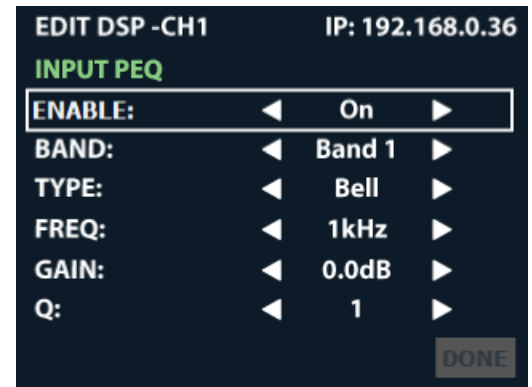 EDIT DSP -CH1 IP: 192.168.0.36
INPUT PEQ
ENABLE: ◀ On ▶
BAND: ◀ Band 1 ▶
TYPE: ◀ Bell ▶
FREQ: ◀ 1kHz ▶
GAIN: ◀ 0.0dB ▶
Q: ◀ 1 ▶
DONE